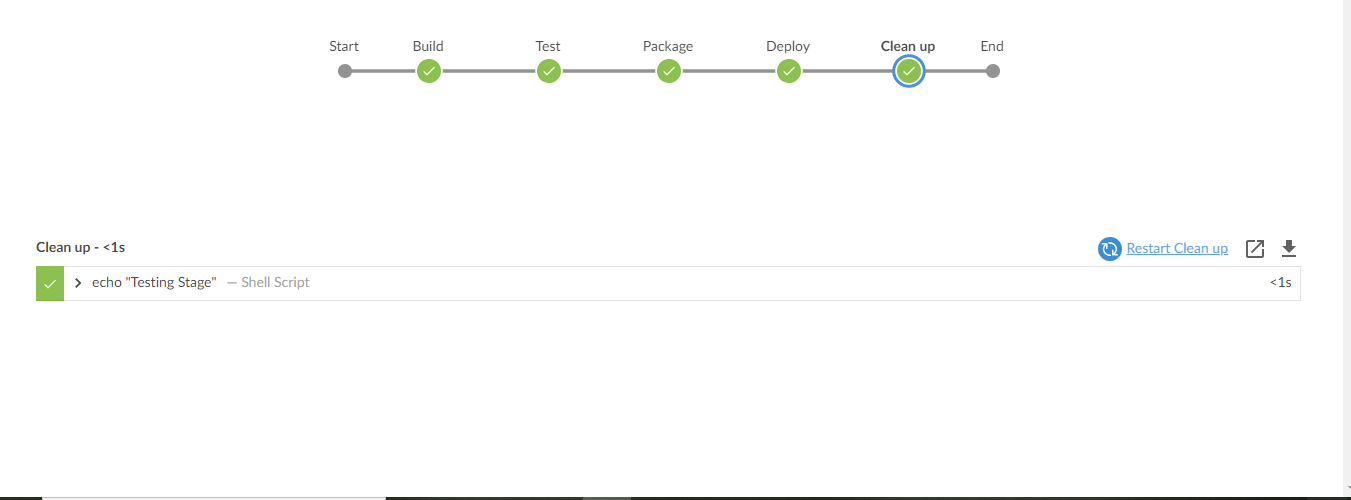 Start Build Test Package Deploy Clean up End
Clean up - <1s Restart Clean up
echo "Testing Stage" — Shell Script <1s